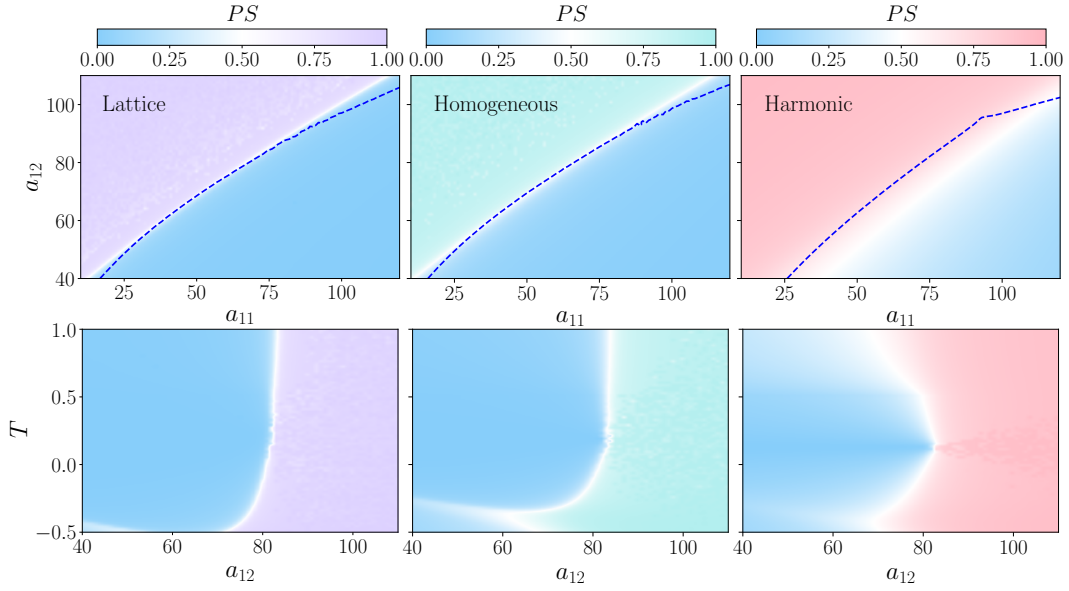 PS PS PS
0.00 0.25 0.50 0.75 1.00 0.00 0.25 0.50 0.75 1.00 0.00 0.25 0.50 0.75 1.00
Lattice Homogeneous Harmonic
100
80
60
40
a₁₂
25 50 75 100 25 50 75 100 25 50 75 100
a₁₁ a₁₁ a₁₁
1.0
0.5
0.0
−0.5
T
40 60 80 100 40 60 80 100 40 60 80 100
a₁₂ a₁₂ a₁₂